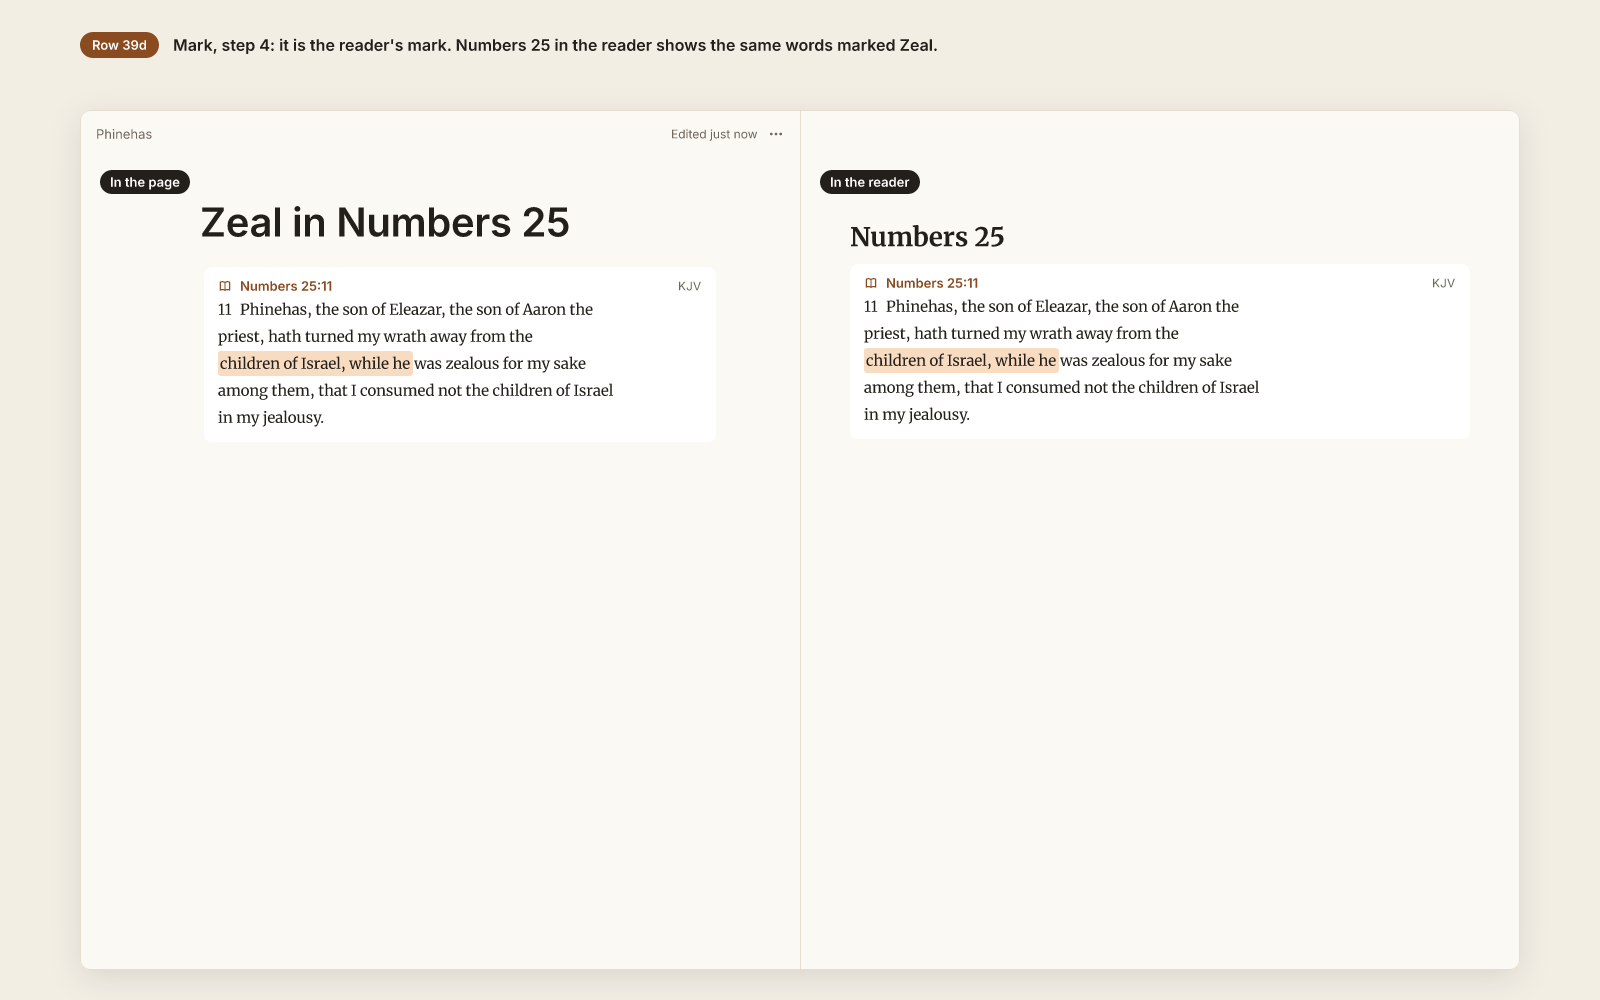 Row 39d Mark, step 4: it is the reader's mark. Numbers 25 in the reader shows the same words marked Zeal.
Phinehas Edited just now ···
In the page
Zeal in Numbers 25
Numbers 25:11 KJV
11 Phinehas, the son of Eleazar, the son of Aaron the
priest, hath turned my wrath away from the
children of Israel, while he was zealous for my sake
among them, that I consumed not the children of Israel
in my jealousy.
In the reader
Numbers 25
Numbers 25:11 KJV
11 Phinehas, the son of Eleazar, the son of Aaron the
priest, hath turned my wrath away from the
children of Israel, while he was zealous for my sake
among them, that I consumed not the children of Israel
in my jealousy.